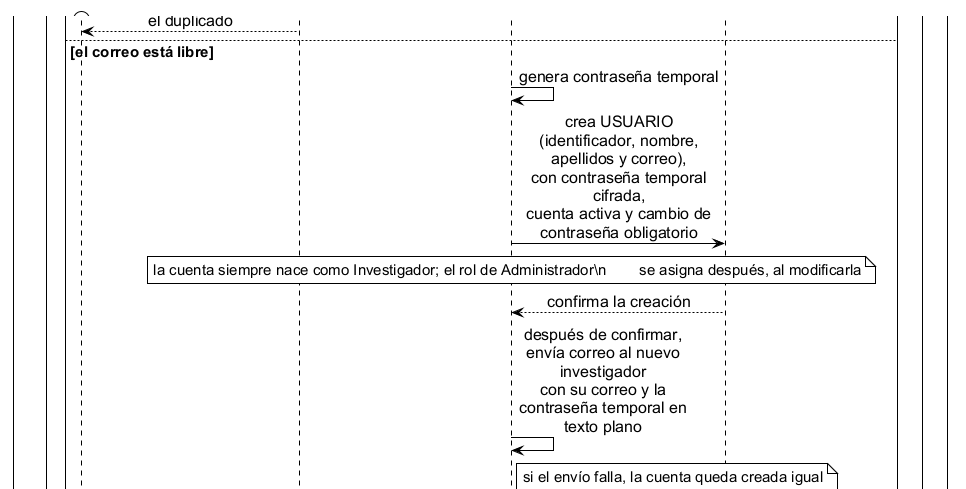 el duplicado
[el correo está libre]
genera contraseña temporal
crea USUARIO
(identificador, nombre,
apellidos y correo),
con contraseña temporal
cifrada,
cuenta activa y cambio de
contraseña obligatorio
la cuenta siempre nace como Investigador; el rol de Administrador\n se asigna después, al modificarla
confirma la creación
después de confirmar,
envía correo al nuevo
investigador
con su correo y la
contraseña temporal en
texto plano
si el envío falla, la cuenta queda creada igual